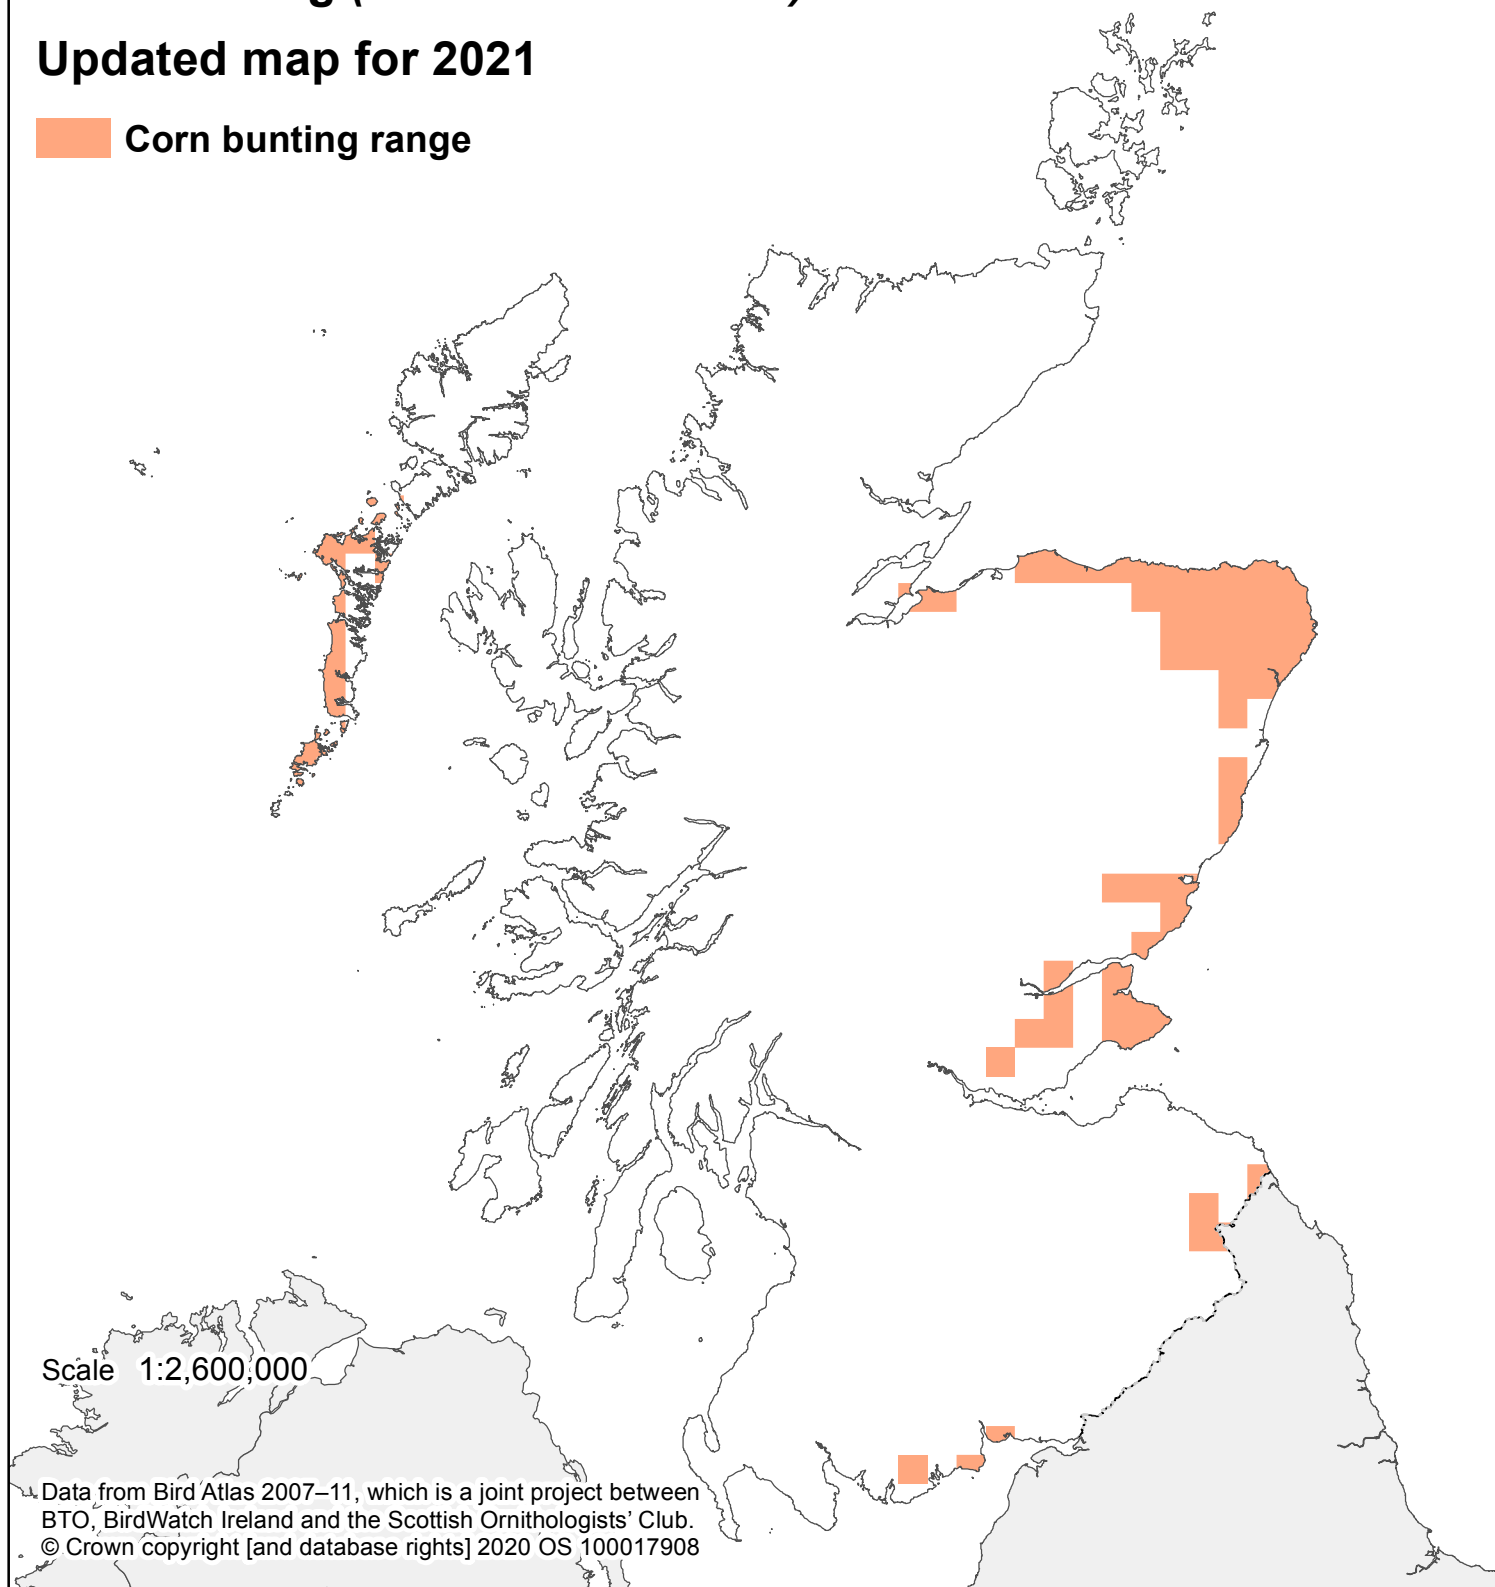 Updated map for 2021
Corn bunting range
Scale 1:2,600,000
Data from Bird Atlas 2007–11, which is a joint project between
BTO, BirdWatch Ireland and the Scottish Ornithologists’ Club.
© Crown copyright [and database rights] 2020 OS 100017908